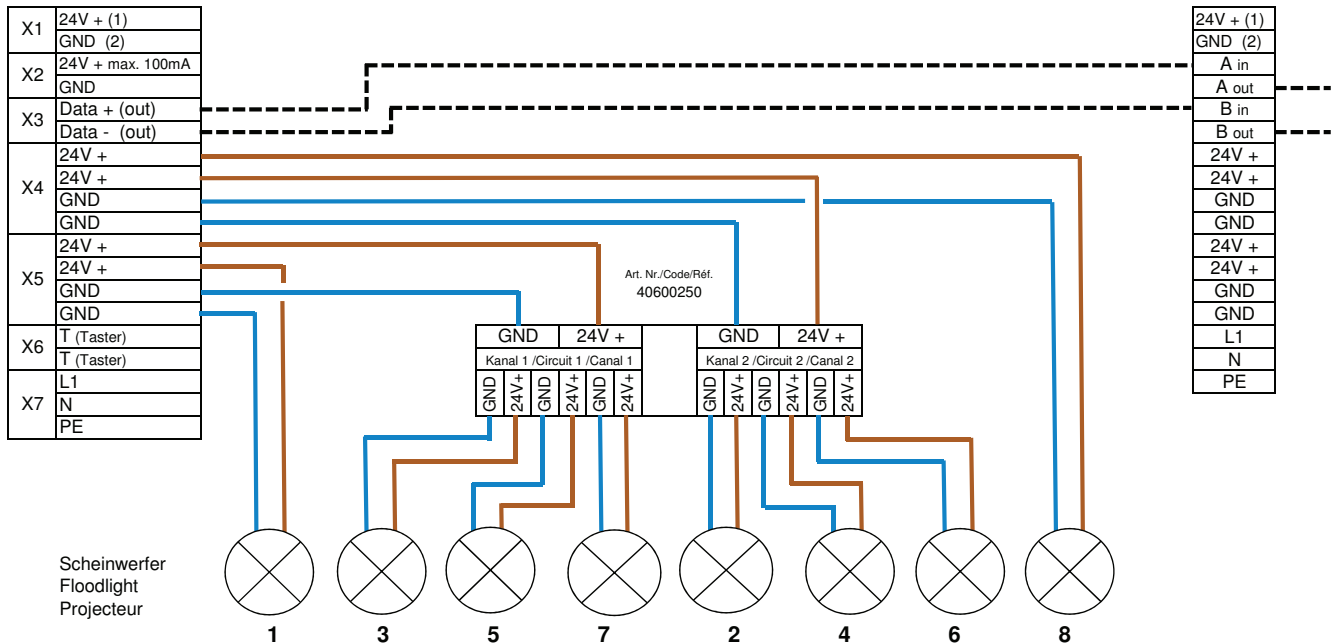 X1
24V + (1)
GND (2)
X2
24V + max. 100mA
GND
X3
Data + (out)
Data - (out)
X4
24V +
24V +
GND
GND
X5
24V +
24V +
GND
GND
X6
T (Taster)
T (Taster)
X7
L1
N
PE
24V + (1)
GND (2)
A in
A out
B in
B out
24V +
24V +
GND
GND
24V +
24V +
GND
GND
L1
N
PE
Art. Nr./Code/Réf.
40600250
GND 24V +
Kanal 1 /Circuit 1 /Canal 1
GND 24V+ GND 24V+ GND 24V+
GND 24V +
Kanal 2 /Circuit 2 /Canal 2
GND 24V+ GND 24V+ GND 24V+
Scheinwerfer
Floodlight
Projecteur
1 3 5 7 2 4 6 8